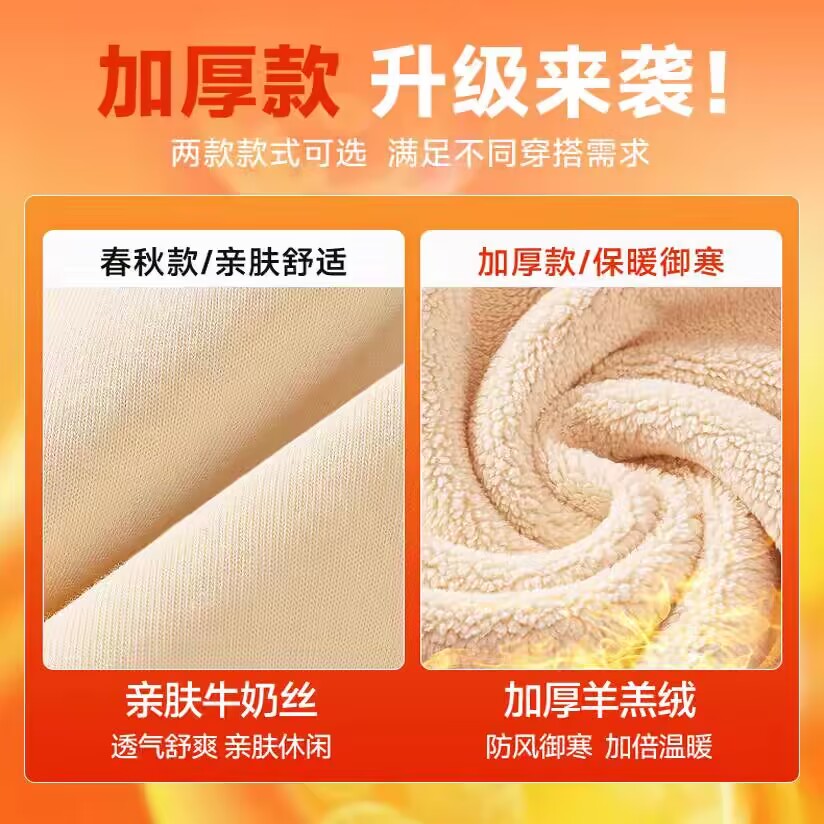 加厚款 升级来袭！
两款款式可选 满足不同穿搭需求
春秋款/亲肤舒适
加厚款/保暖御寒
亲肤牛奶丝
透气舒爽 亲肤休闲
加厚羊羔绒
防风御寒 加倍温暖